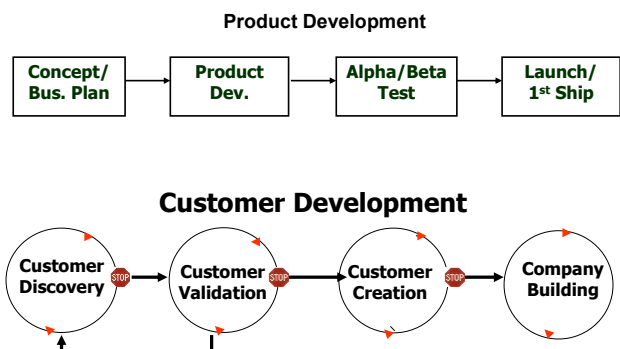 Product Development
Concept/
Bus. Plan
Product
Dev.
Alpha/Beta
Test
Launch/
1st Ship
Customer Development
Customer
Discovery
STOP
Customer
Validation
STOP
Customer
Creation
STOP
Company
Building